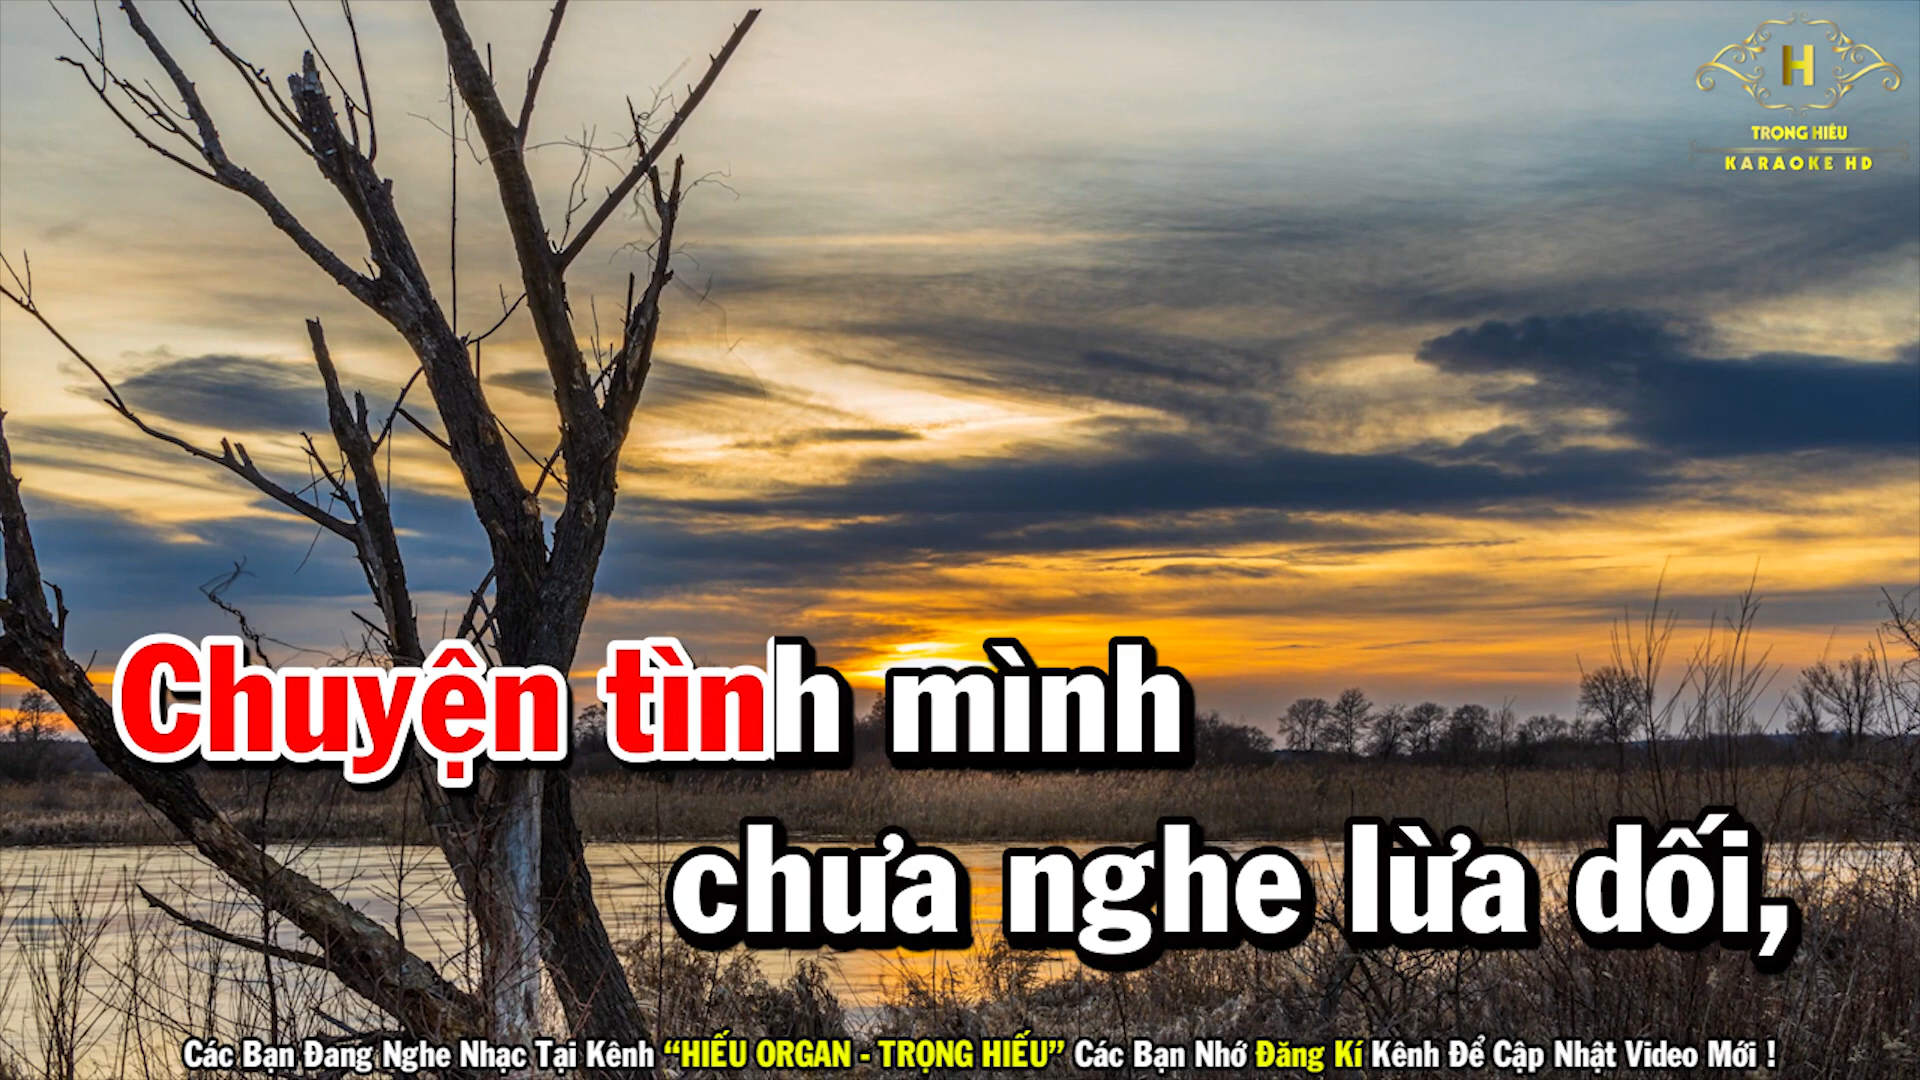 H
TRỌNG HIẾU
KARAOKE HD
Chuyện tình mình
chưa nghe lừa dối,
Các Bạn Đang Nghe Nhạc Tại Kênh “HIẾU ORGAN - TRỌNG HIẾU” Các Bạn Nhớ Đăng Kí Kênh Để Cập Nhật Video Mới !